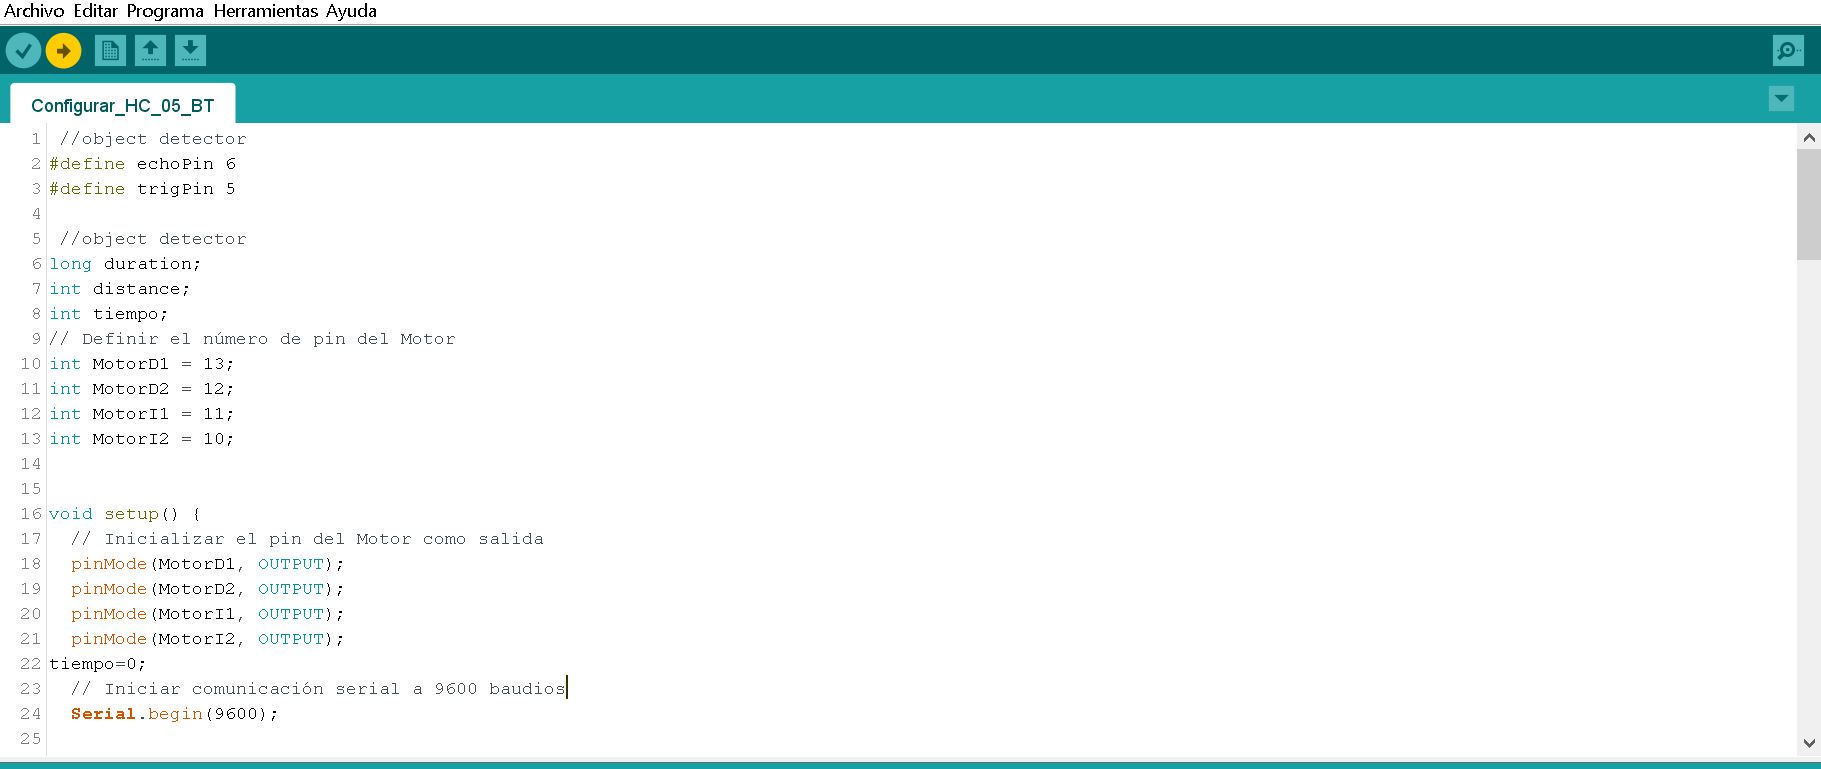 Archivo Editar Programa Herramientas Ayuda
Configurar_HC_05_BT
1 //object detector
2 #define echoPin 6
3 #define trigPin 5
4
5 //object detector
6 long duration;
7 int distance;
8 int tiempo;
9 // Definir el número de pin del Motor
10 int MotorD1 = 13;
11 int MotorD2 = 12;
12 int MotorI1 = 11;
13 int MotorI2 = 10;
14
15
16 void setup() {
17 // Inicializar el pin del Motor como salida
18 pinMode(MotorD1, OUTPUT);
19 pinMode(MotorD2, OUTPUT);
20 pinMode(MotorI1, OUTPUT);
21 pinMode(MotorI2, OUTPUT);
22 tiempo=0;
23 // Iniciar comunicación serial a 9600 baudios
24 Serial.begin(9600);
25